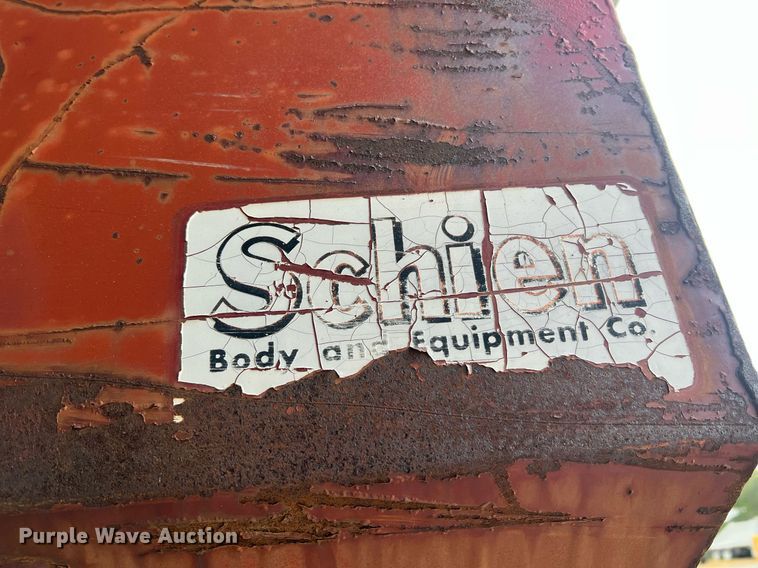 Schien
Body and Equipment Co.
Purple Wave Auction